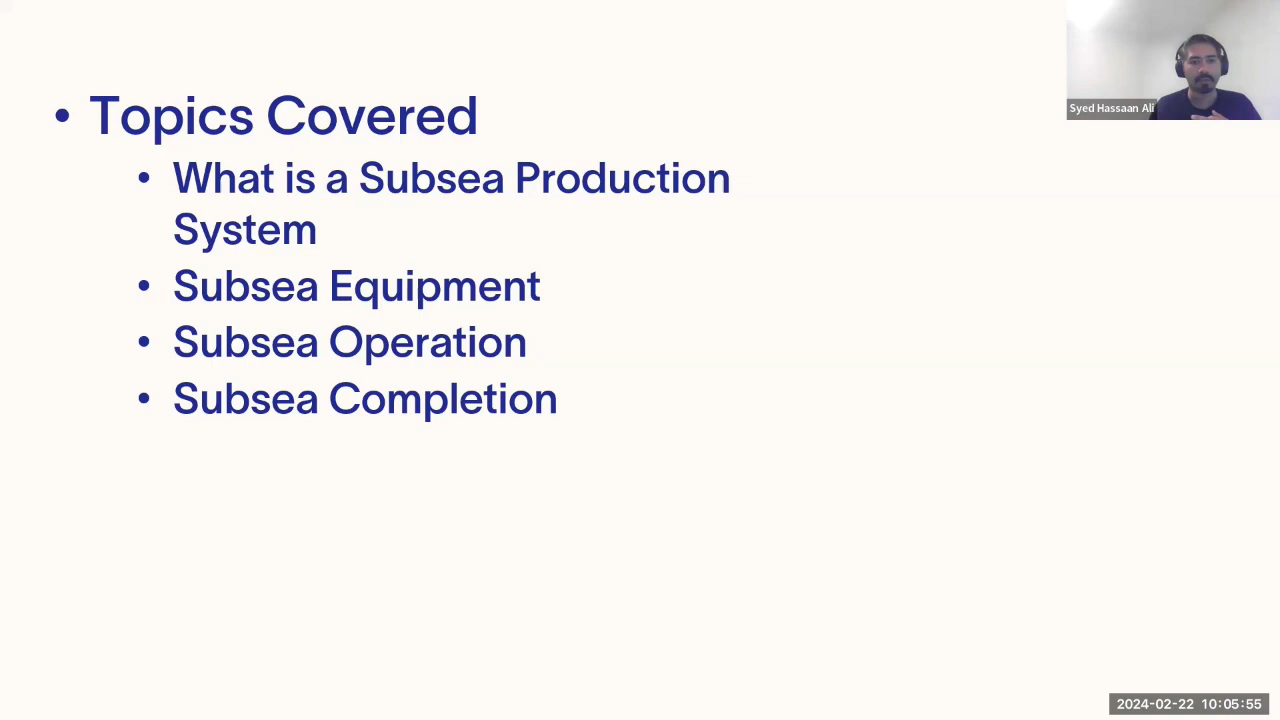 • Topics Covered
• What is a Subsea Production
System
• Subsea Equipment
• Subsea Operation
• Subsea Completion
Syed Hassaan Ali
2024-02-22 10:05:55